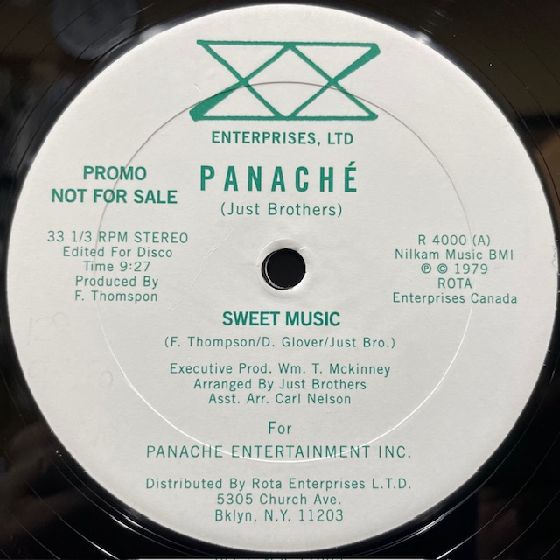 ENTERPRISES, LTD
PROMO
NOT FOR SALE
PANACHÉ
(Just Brothers)
33 1/3 RPM STEREO
Edited For Disco
Time 9:27
Produced By
F. Thomspon
R 4000 (A)
Nilkam Music BMI
℗ © 1979
ROTA
Enterprises Canada
SWEET MUSIC
(F. Thompson/D. Glover/Just Bro.)
Executive Prod. Wm. T. Mckinney
Arranged By Just Brothers
Asst. Arr. Carl Nelson
For
PANACHE ENTERTAINMENT INC.
Distributed By Rota Enterprises L.T.D.
5305 Church Ave.
Bklyn, N.Y. 11203